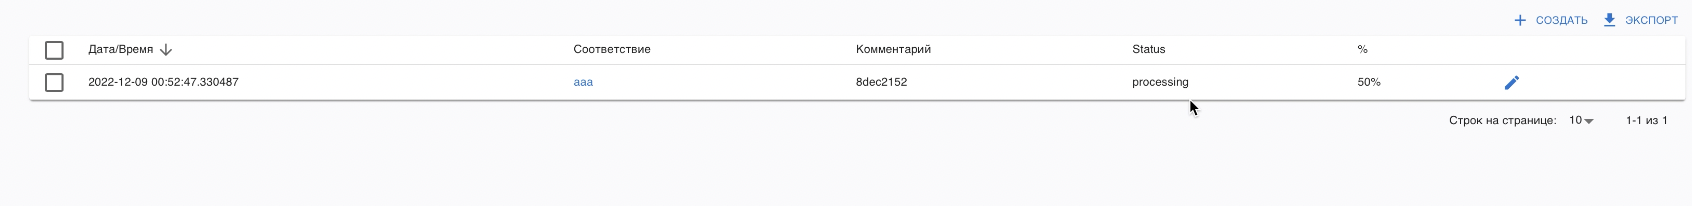 СОЗДАТЬ ЭКСПОРТ
Дата/Время Соответствие Комментарий Status %
2022-12-09 00:52:47.330487 aaa 8dec2152 processing 50%
Строк на странице: 10 1-1 из 1